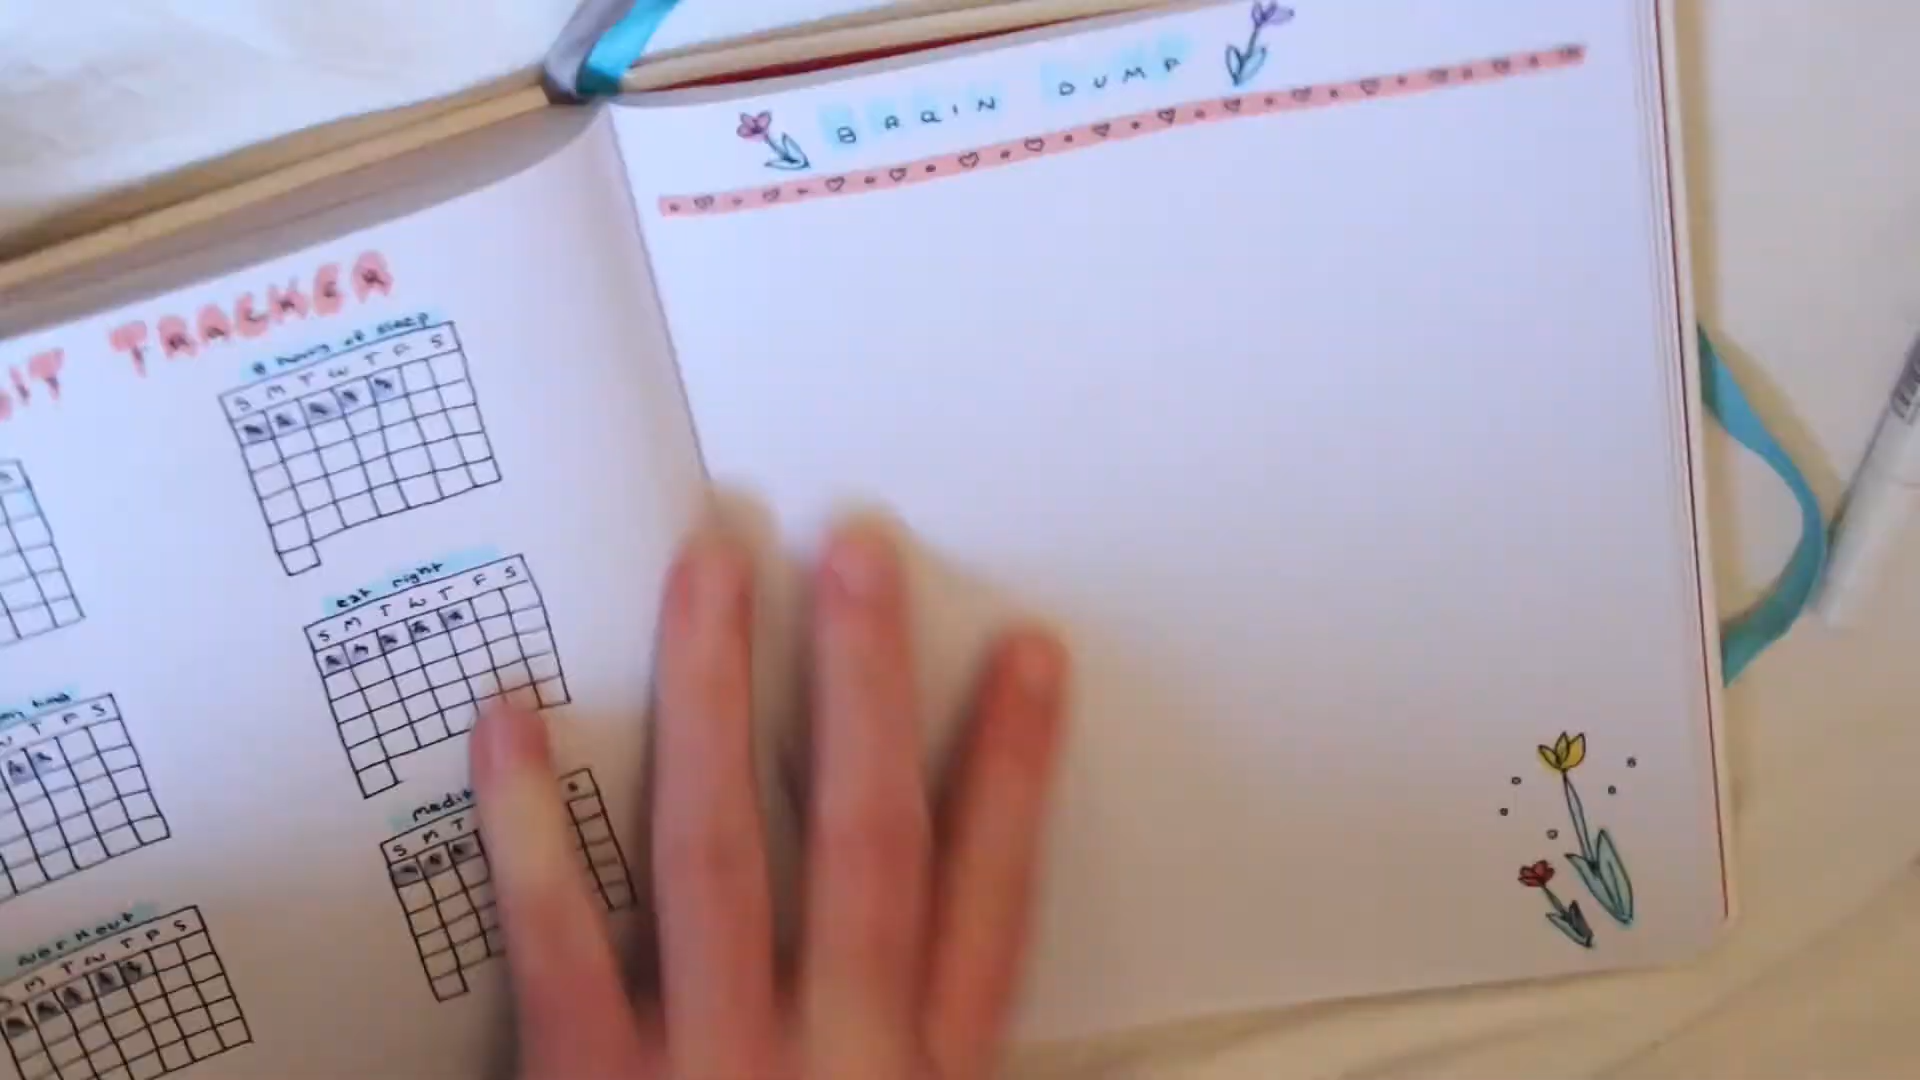 TRACKER
8 hours of sleep
S M T W T F S
S
eat right
S M T W T F S
T F S
S M T
S
workout
M T W T F S
BRAIN DUMP